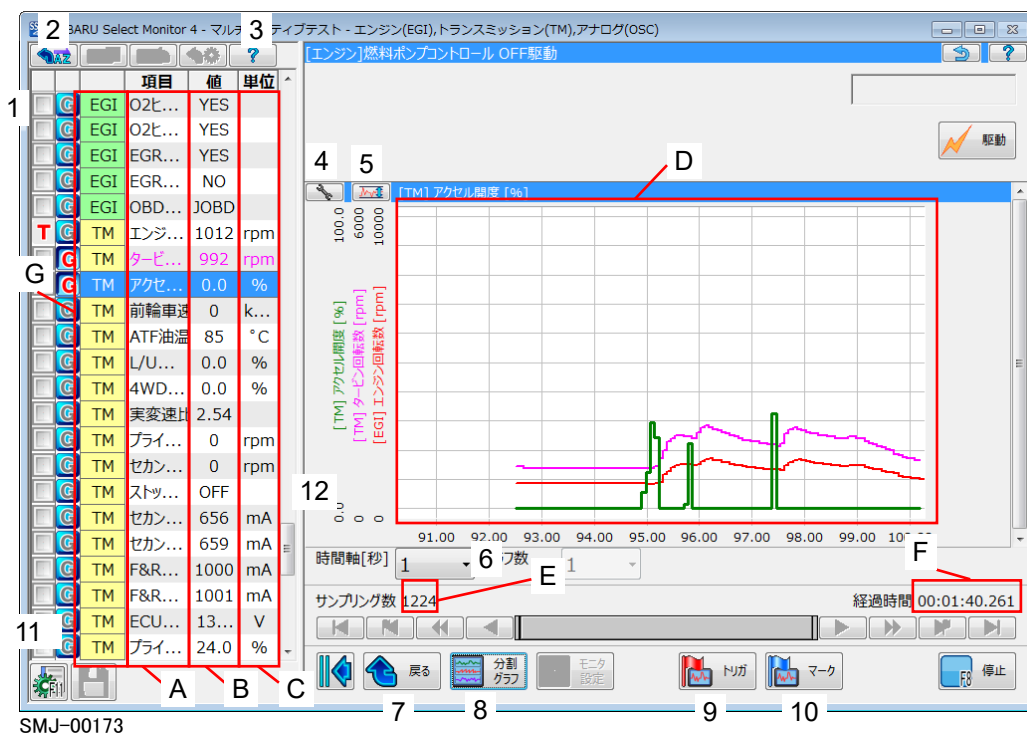 2
3
BARU Select Monitor 4 - マル ティブテスト - エンジン(EGI),トランスミッション(TM),アナログ(OSC)
AZ
?
[エンジン]燃料ポンプコントロール OFF駆動
?
項目 値 単位
1
EGI O2ヒ... YES
EGI O2ヒ... YES
EGI EGR... YES
EGI EGR... NO
EGI OBD... JOBD
T G TM エンジ... 1012 rpm
G TM タービ... 992 rpm
G TM アクセ... 0.0 %
G
G TM 前輪車速 0 k...
G TM ATF油温 85 °C
G TM L/U... 0.0 %
G TM 4WD... 0.0 %
G TM 実変速比 2.54
G TM プライ... 0 rpm
G TM セカン... 0 rpm
G TM ストッ... OFF
G TM セカン... 656 mA
G TM セカン... 659 mA
G TM F&R... 1000 mA
G TM F&R... 1001 mA
G TM ECU... 13... V
G TM プライ... 24.0 %
11
F11
A B C
駆動
4 5 D
[TM] アクセル開度 [%]
100.0
6000
10000
[TM] アクセル開度 [%]
[TM] タービン回転数 [rpm]
[EGI] エンジン回転数 [rpm]
12
0.0
0
0
91.00 92.00 93.00 94.00 95.00 96.00 97.00 98.00 99.00
時間軸[秒] 1 6 フ数 1
E F
サンプリング数 1224 経過時間 00:01:40.261
戻る
分割グラフ
モニタ設定
トリガ
マーク
F8 停止
7 8 9 10
SMJ-00173